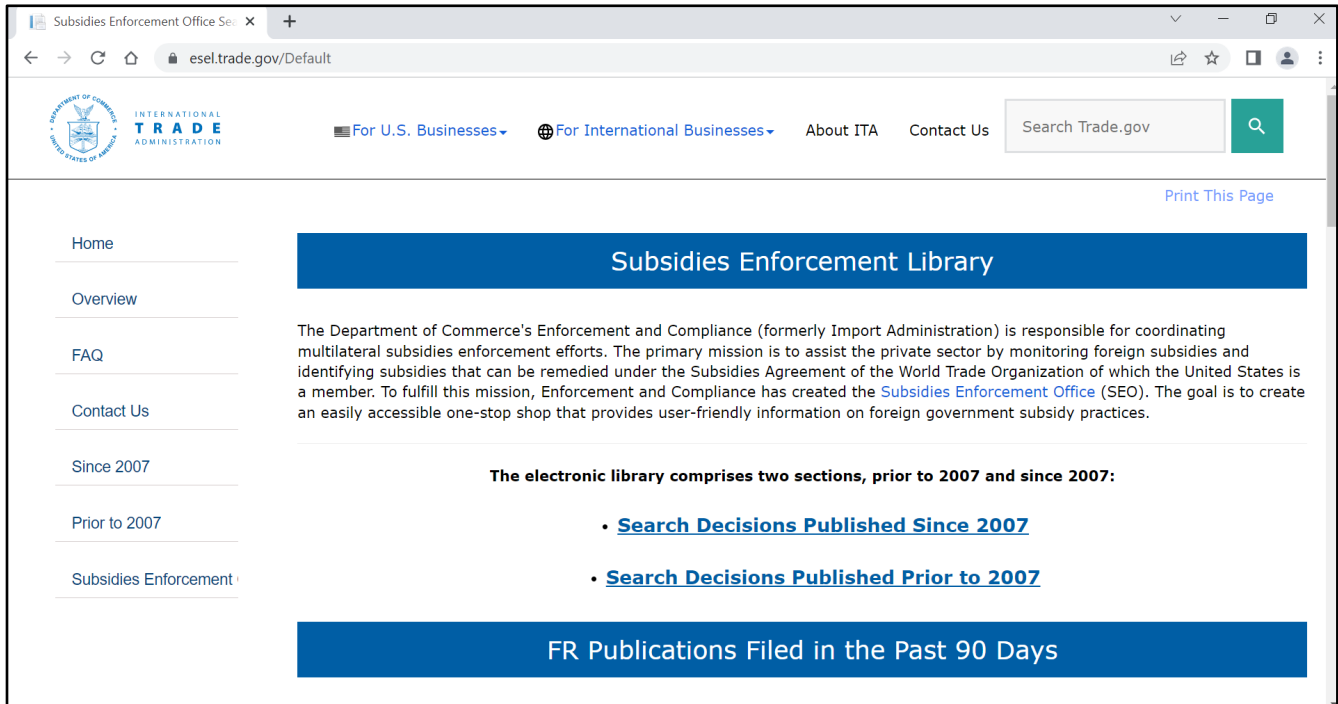 Subsidies Enforcement Office Sea
esel.trade.gov/Default
DEPARTMENT OF COMMERCE
UNITED STATES OF AMERICA
INTERNATIONAL
TRADE
ADMINISTRATION
For U.S. Businesses
For International Businesses
About ITA
Contact Us
Search Trade.gov
Print This Page
Home
Overview
FAQ
Contact Us
Since 2007
Prior to 2007
Subsidies Enforcement
Subsidies Enforcement Library
The Department of Commerce's Enforcement and Compliance (formerly Import Administration) is responsible for coordinating
multilateral subsidies enforcement efforts. The primary mission is to assist the private sector by monitoring foreign subsidies and
identifying subsidies that can be remedied under the Subsidies Agreement of the World Trade Organization of which the United States is
a member. To fulfill this mission, Enforcement and Compliance has created the Subsidies Enforcement Office (SEO). The goal is to create
an easily accessible one-stop shop that provides user-friendly information on foreign government subsidy practices.
The electronic library comprises two sections, prior to 2007 and since 2007:
• Search Decisions Published Since 2007
• Search Decisions Published Prior to 2007
FR Publications Filed in the Past 90 Days